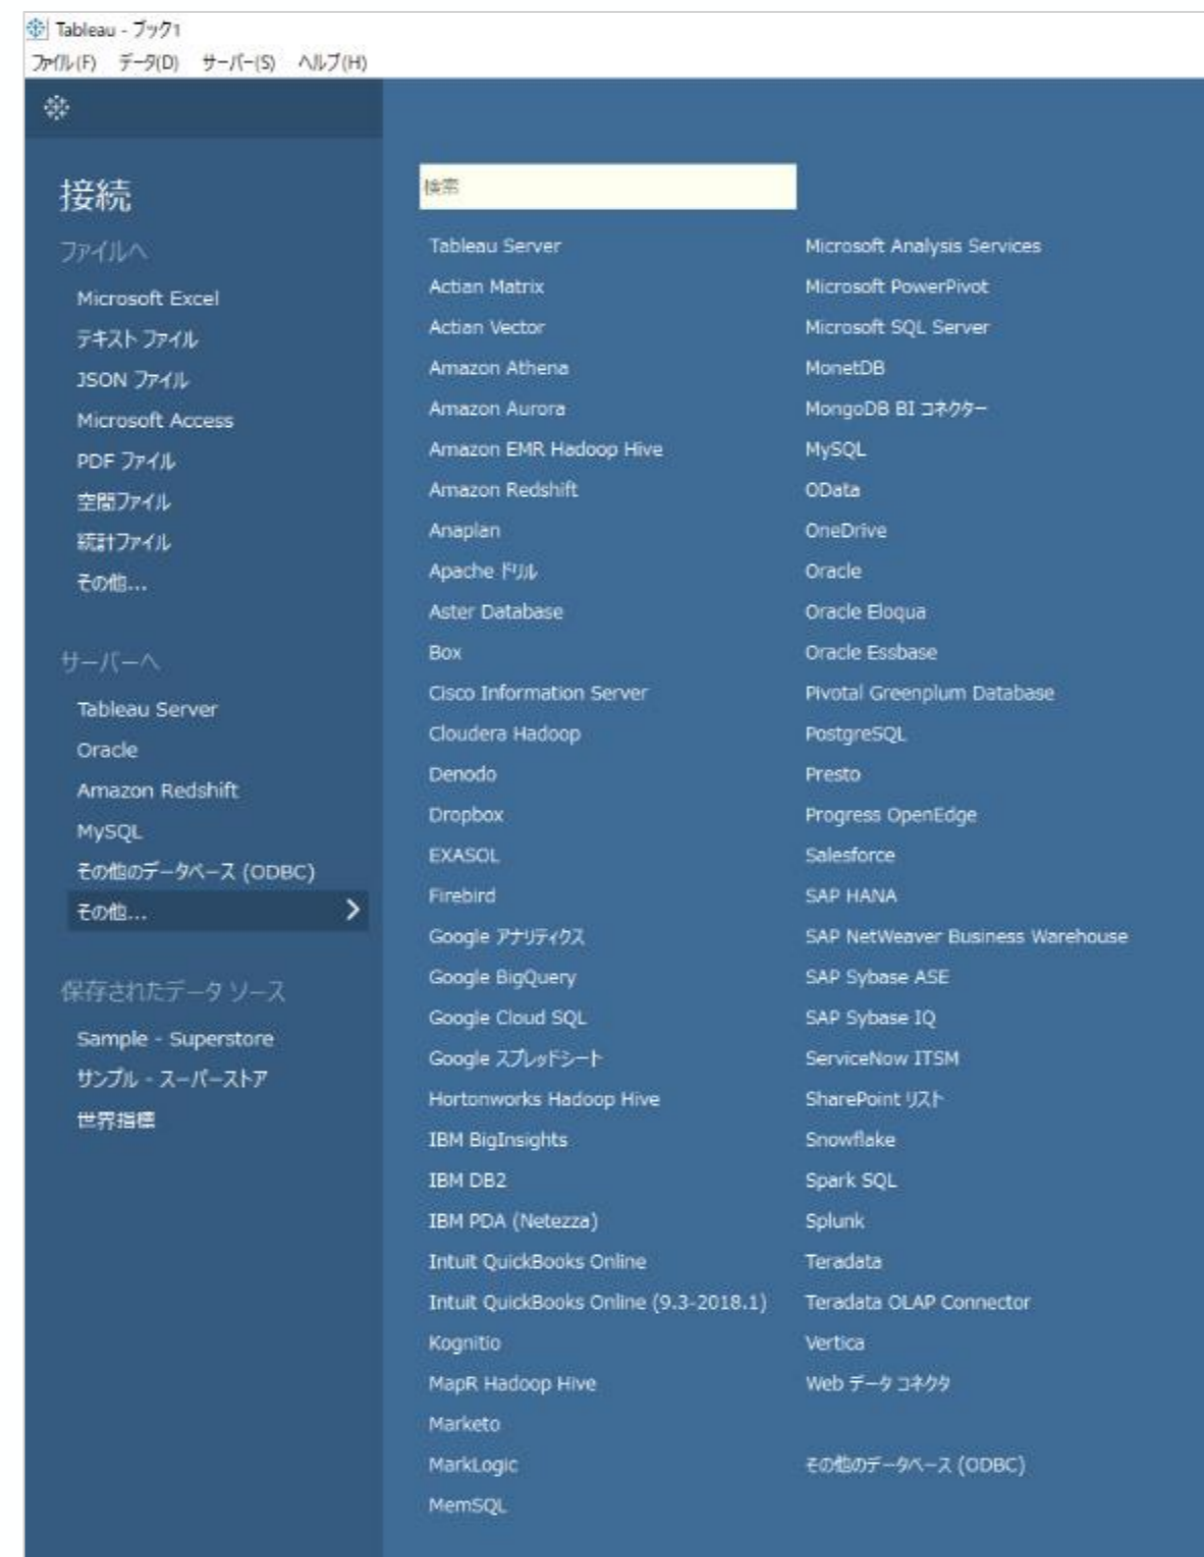 Tableau - ブック1
ファイル(F) データ(D) サーバー(S) ヘルプ(H)
接続
ファイルへ
Microsoft Excel
テキスト ファイル
JSON ファイル
Microsoft Access
PDF ファイル
空間ファイル
統計ファイル
その他...
サーバーへ
Tableau Server
Oracle
Amazon Redshift
MySQL
その他のデータベース (ODBC)
その他...
保存されたデータ ソース
Sample - Superstore
サンプル - スーパーストア
世界指標
検索
Tableau Server
Actian Matrix
Actian Vector
Amazon Athena
Amazon Aurora
Amazon EMR Hadoop Hive
Amazon Redshift
Anaplan
Apache ドリル
Aster Database
Box
Cisco Information Server
Cloudera Hadoop
Denodo
Dropbox
EXASOL
Firebird
Google アナリティクス
Google BigQuery
Google Cloud SQL
Google スプレッドシート
Hortonworks Hadoop Hive
IBM BigInsights
IBM DB2
IBM PDA (Netezza)
Intuit QuickBooks Online
Intuit QuickBooks Online (9.3-2018.1)
Kognitio
MapR Hadoop Hive
Marketo
MarkLogic
MemSQL
Microsoft Analysis Services
Microsoft PowerPivot
Microsoft SQL Server
MonetDB
MongoDB BI コネクター
MySQL
OData
OneDrive
Oracle
Oracle Eloqua
Oracle Essbase
Pivotal Greenplum Database
PostgreSQL
Presto
Progress OpenEdge
Salesforce
SAP HANA
SAP NetWeaver Business Warehouse
SAP Sybase ASE
SAP Sybase IQ
ServiceNow ITSM
SharePoint リスト
Snowflake
Spark SQL
Splunk
Teradata
Teradata OLAP Connector
Vertica
Web データ コネクタ
その他のデータベース (ODBC)